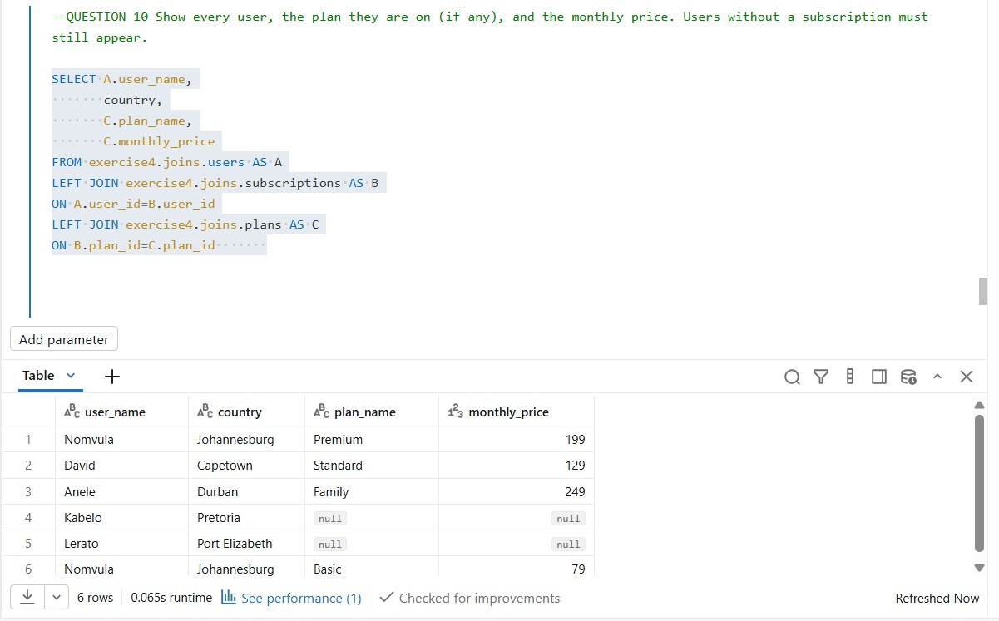 --QUESTION 10 Show every user, the plan they are on (if any), and the monthly price. Users without a subscription must
still appear.
SELECT A.user_name,
country,
C.plan_name,
C.monthly_price
FROM exercise4.joins.users AS A
LEFT JOIN exercise4.joins.subscriptions AS B
ON A.user_id=B.user_id
LEFT JOIN exercise4.joins.plans AS C
ON B.plan_id=C.plan_id
Add parameter
Table
ABC user_name ABC country ABC plan_name 123 monthly_price
1 Nomvula Johannesburg Premium 199
2 David Capetown Standard 129
3 Anele Durban Family 249
4 Kabelo Pretoria null null
5 Lerato Port Elizabeth null null
6 Nomvula Johannesburg Basic 79
6 rows 0.065s runtime See performance (1) Checked for improvements Refreshed Now